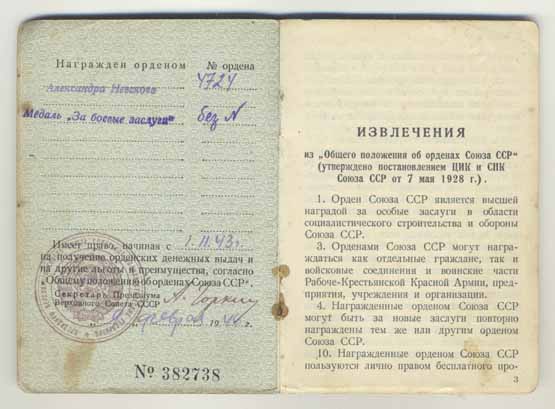 Награжден орденом № ордена
Александра Невского 4724
Медаль „За боевые заслуги" без N
Имеет право, начиная с 1.II.43 г.
на получение орденских денежных выдач и
на другие льготы и преимущества, согласно
„Общему положению об орденах Союза ССР".
Секретарь Президиума
Верховного Совета СССР А. Горкин
февраля 194 г.
№ 382738
ИЗВЛЕЧЕНИЯ
из „Общего положения об орденах Союза ССР"
(утверждено постановлением ЦИК и СНК
Союза ССР от 7 мая 1928 г.).
1. Орден Союза ССР является высшей
наградой за особые заслуги в области
социалистического строительства и обороны
Союза ССР.
3. Орденами Союза ССР могут награ-
ждаться как отдельные граждане, так
и войсковые соединения и воинские части
Рабоче-Крестьянской Красной Армии, пред-
приятия, учреждения и организации.
4. Награжденные орденом Союза ССР
могут быть за новые заслуги повторно
награждены тем же или другим орденом
Союза ССР.
10. Награжденные орденом Союза ССР
пользуются лично правом бесплатного про-
3